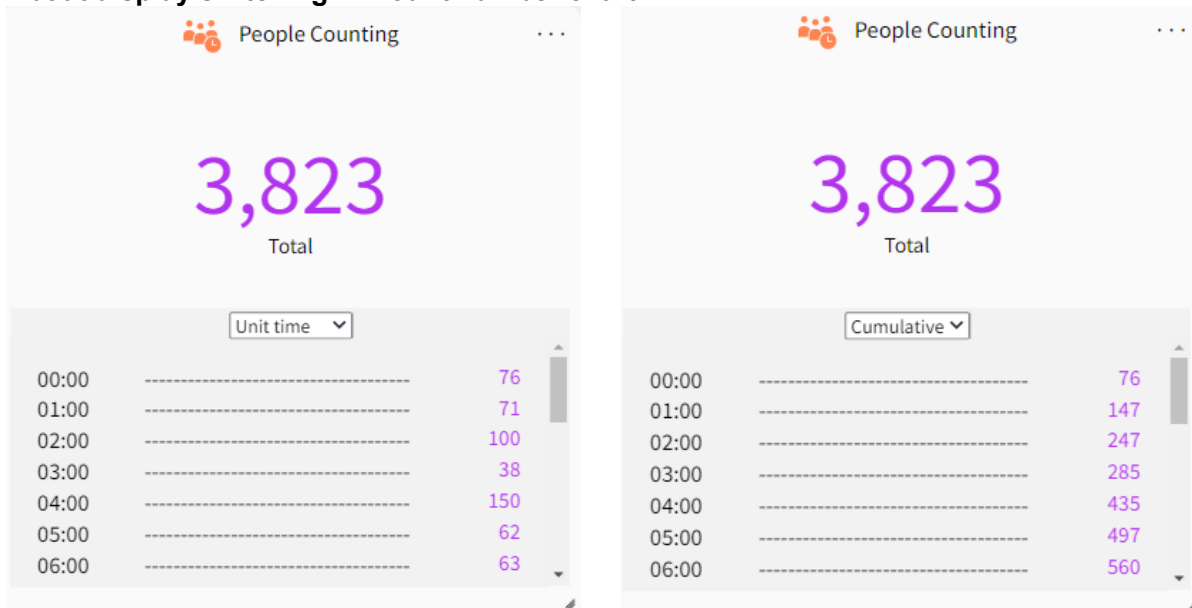 People Counting ...
3,823
Total
Unit time
00:00 ------------------------------------- 76
01:00 ------------------------------------- 71
02:00 ------------------------------------- 100
03:00 ------------------------------------- 38
04:00 ------------------------------------- 150
05:00 ------------------------------------- 62
06:00 ------------------------------------- 63
People Counting ...
3,823
Total
Cumulative
00:00 ------------------------------------- 76
01:00 ------------------------------------- 147
02:00 ------------------------------------- 247
03:00 ------------------------------------- 285
04:00 ------------------------------------- 435
05:00 ------------------------------------- 497
06:00 ------------------------------------- 560